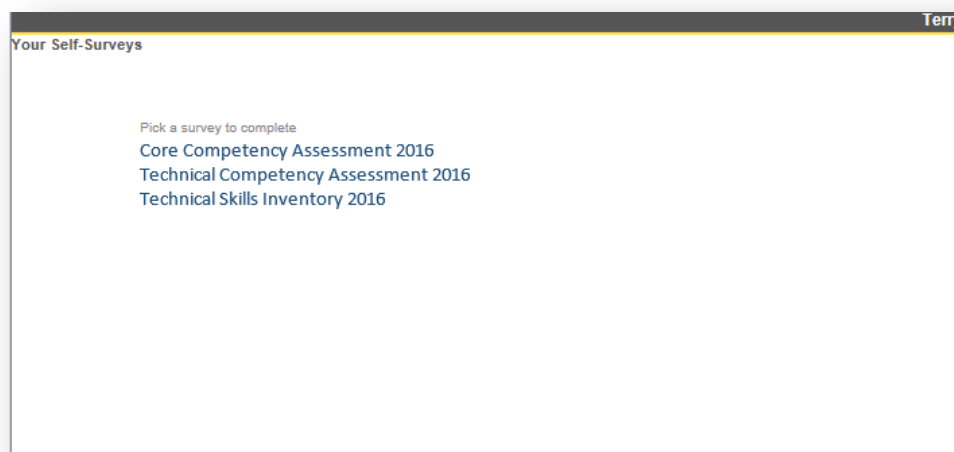 Your Self-Surveys
Pick a survey to complete
Core Competency Assessment 2016
Technical Competency Assessment 2016
Technical Skills Inventory 2016